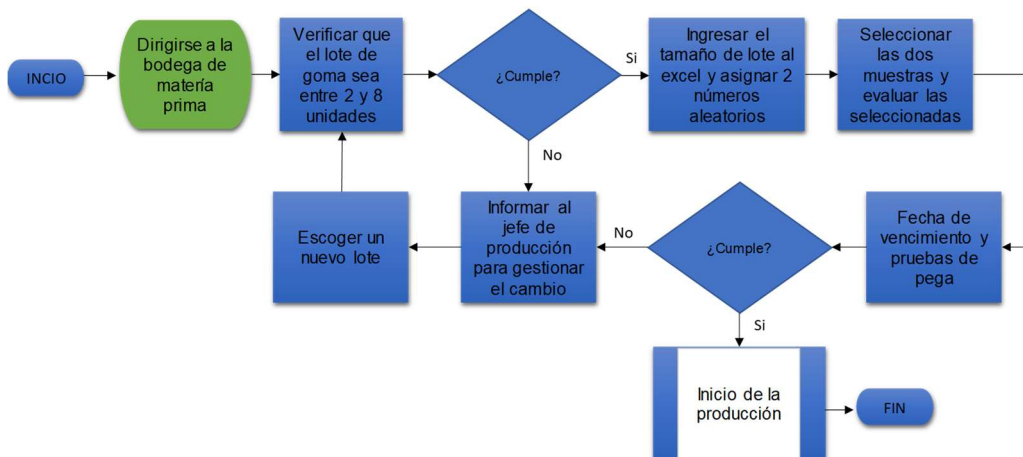 INCIO
Dirigirse a la
bodega de
matería
prima
Verificar que
el lote de
goma sea
entre 2 y 8
unidades
¿Cumple?
Si
Ingresar el
tamaño de lote al
excel y asignar 2
números
aleatorios
Seleccionar
las dos
muestras y
evaluar las
seleccionadas
No
Escoger un
nuevo lote
Informar al
jefe de
producción
para gestionar
el cambio
No
¿Cumple?
Fecha de
vencimiento y
pruebas de
pega
Si
Inicio de la
producción
FIN